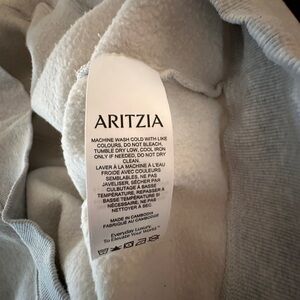 ARITZIA
MACHINE WASH COLD WITH LIKE
COLOURS, DO NOT BLEACH,
TUMBLE DRY LOW, COOL IRON
ONLY IF NEEDED, DO NOT DRY
CLEAN.
LAVER À LA MACHINE À L'EAU
FROIDE AVEC COULEURS
SEMBLABLES, NE PAS
JAVELISER, SÉCHER PAR
CULBUTAGE À BASSE
TEMPÉRATURE, REPASSER À
BASSE TEMPÉRATURE SI
NÉCESSAIRE, NE PAS
NETTOYER À SEC.
MADE IN CAMBODIA
FABRIQUÉ AU CAMBODGE
Everyday Luxury
To Elevate Your World™